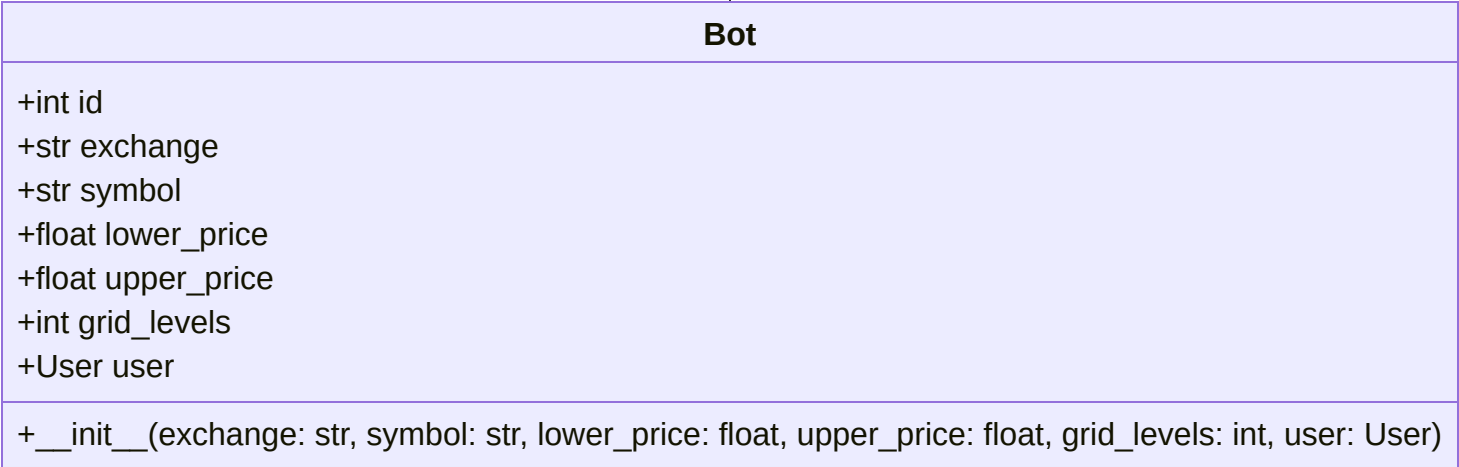 Bot
+int id
+str exchange
+str symbol
+float lower_price
+float upper_price
+int grid_levels
+User user
+__init__(exchange: str, symbol: str, lower_price: float, upper_price: float, grid_levels: int, user: User)